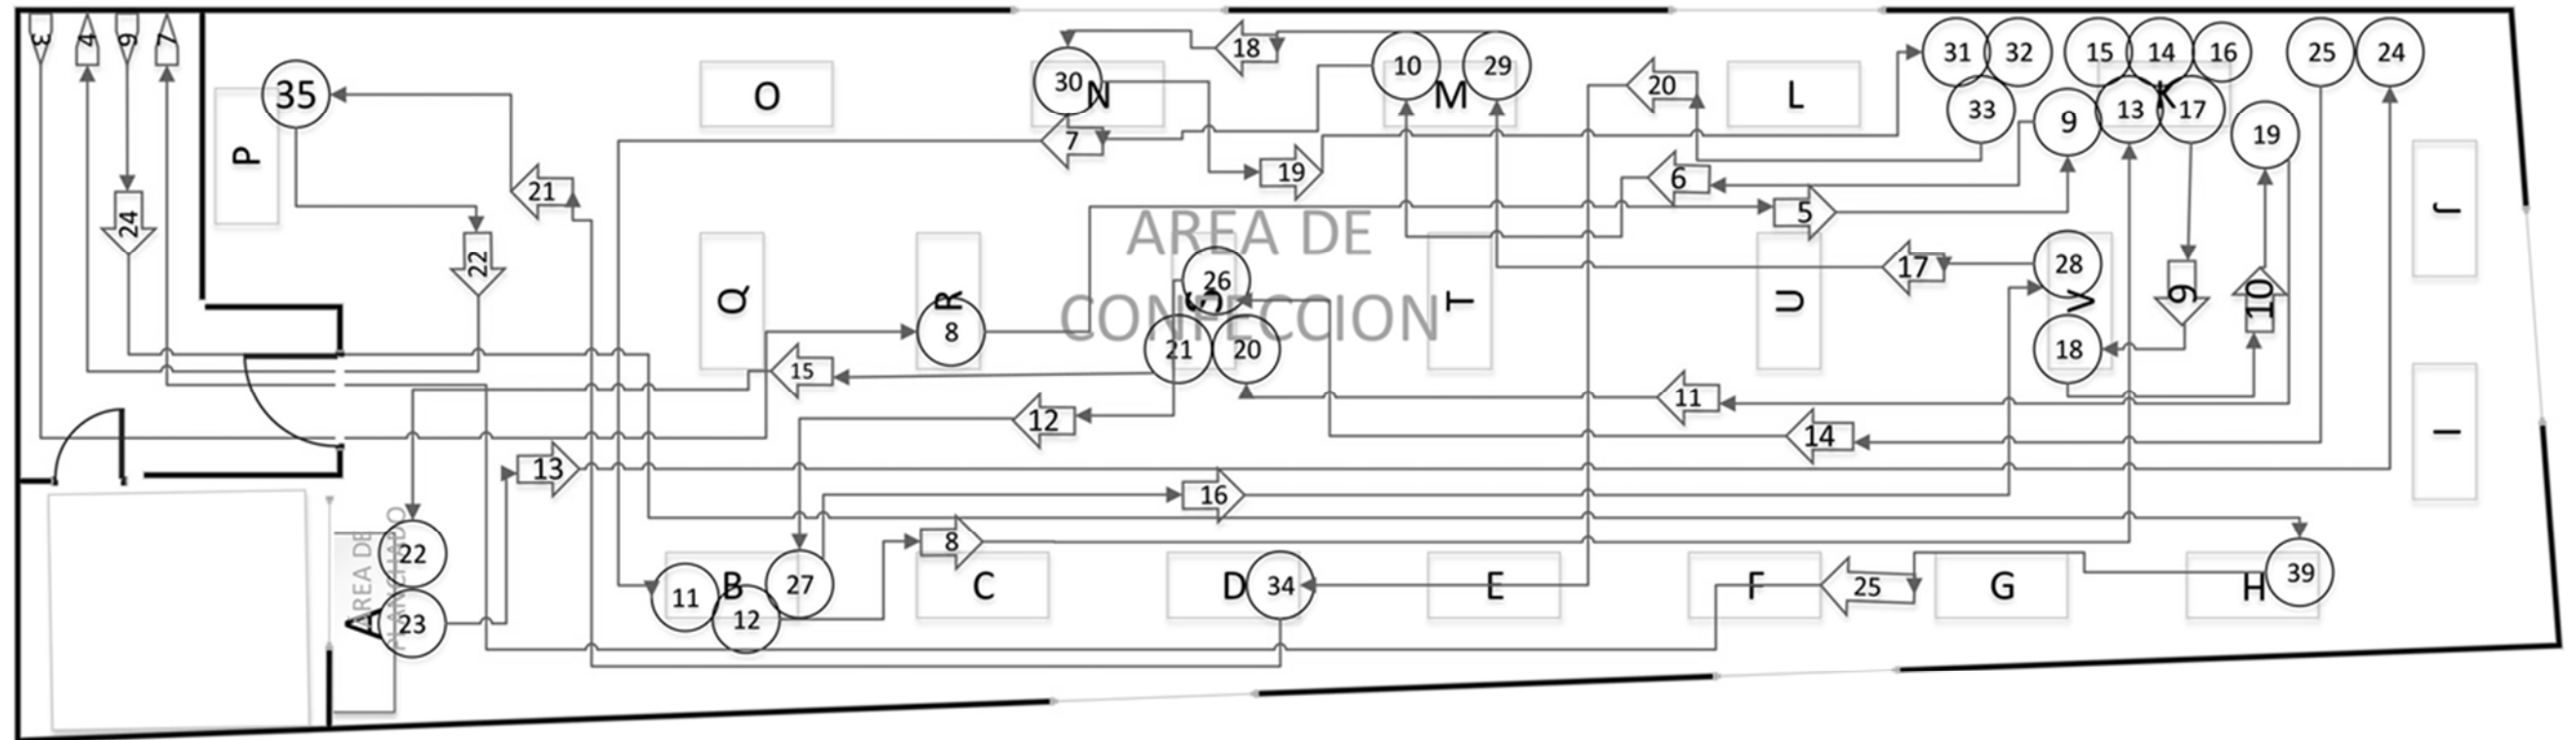 3 4 6 7
18 31 32 15 14 16 25 24
35 O 30 N 10 M 29 20 L 33 9 13 K 17 19
P 7 19 6 J
24 21 5
22 AREA DE
Q R 26 S T U 17 28 V 9 10
CONFECCION
8 21 20 18
15 12 11 14 I
13 16
22 8
AREA DE
PLANCHADO
A 23 11 B 12 27 C D 34 E F 25 G H 39